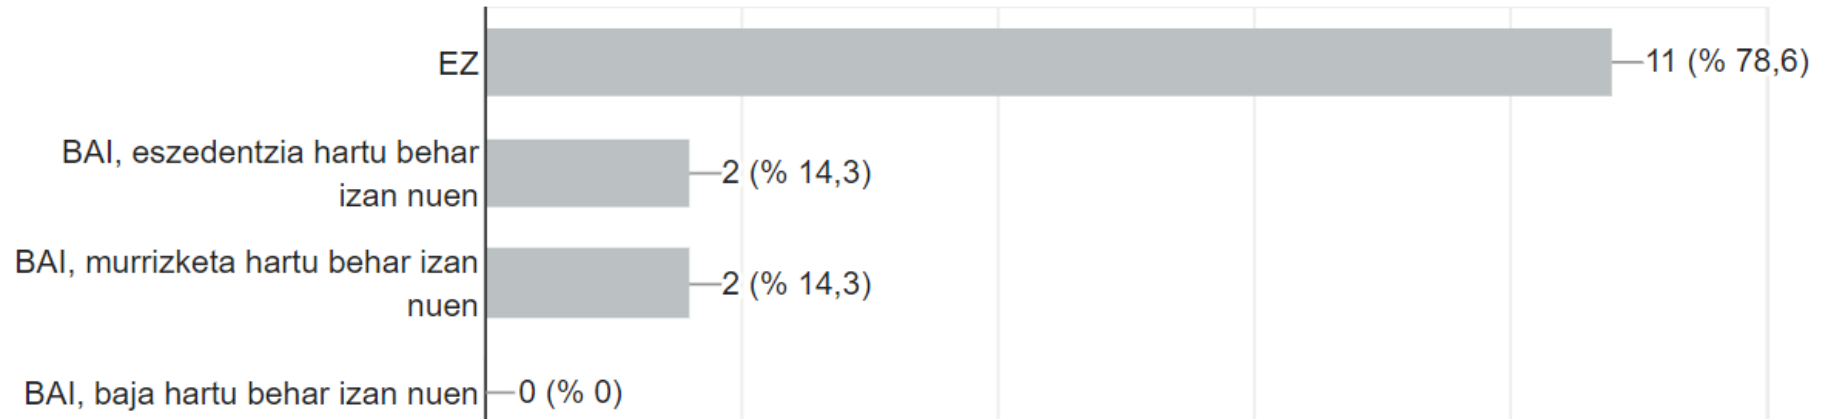 EZ
11 (% 78,6)
BAI, eszedentzia hartu behar
izan nuen
2 (% 14,3)
BAI, murrizketa hartu behar izan
nuen
2 (% 14,3)
BAI, baja hartu behar izan nuen
0 (% 0)